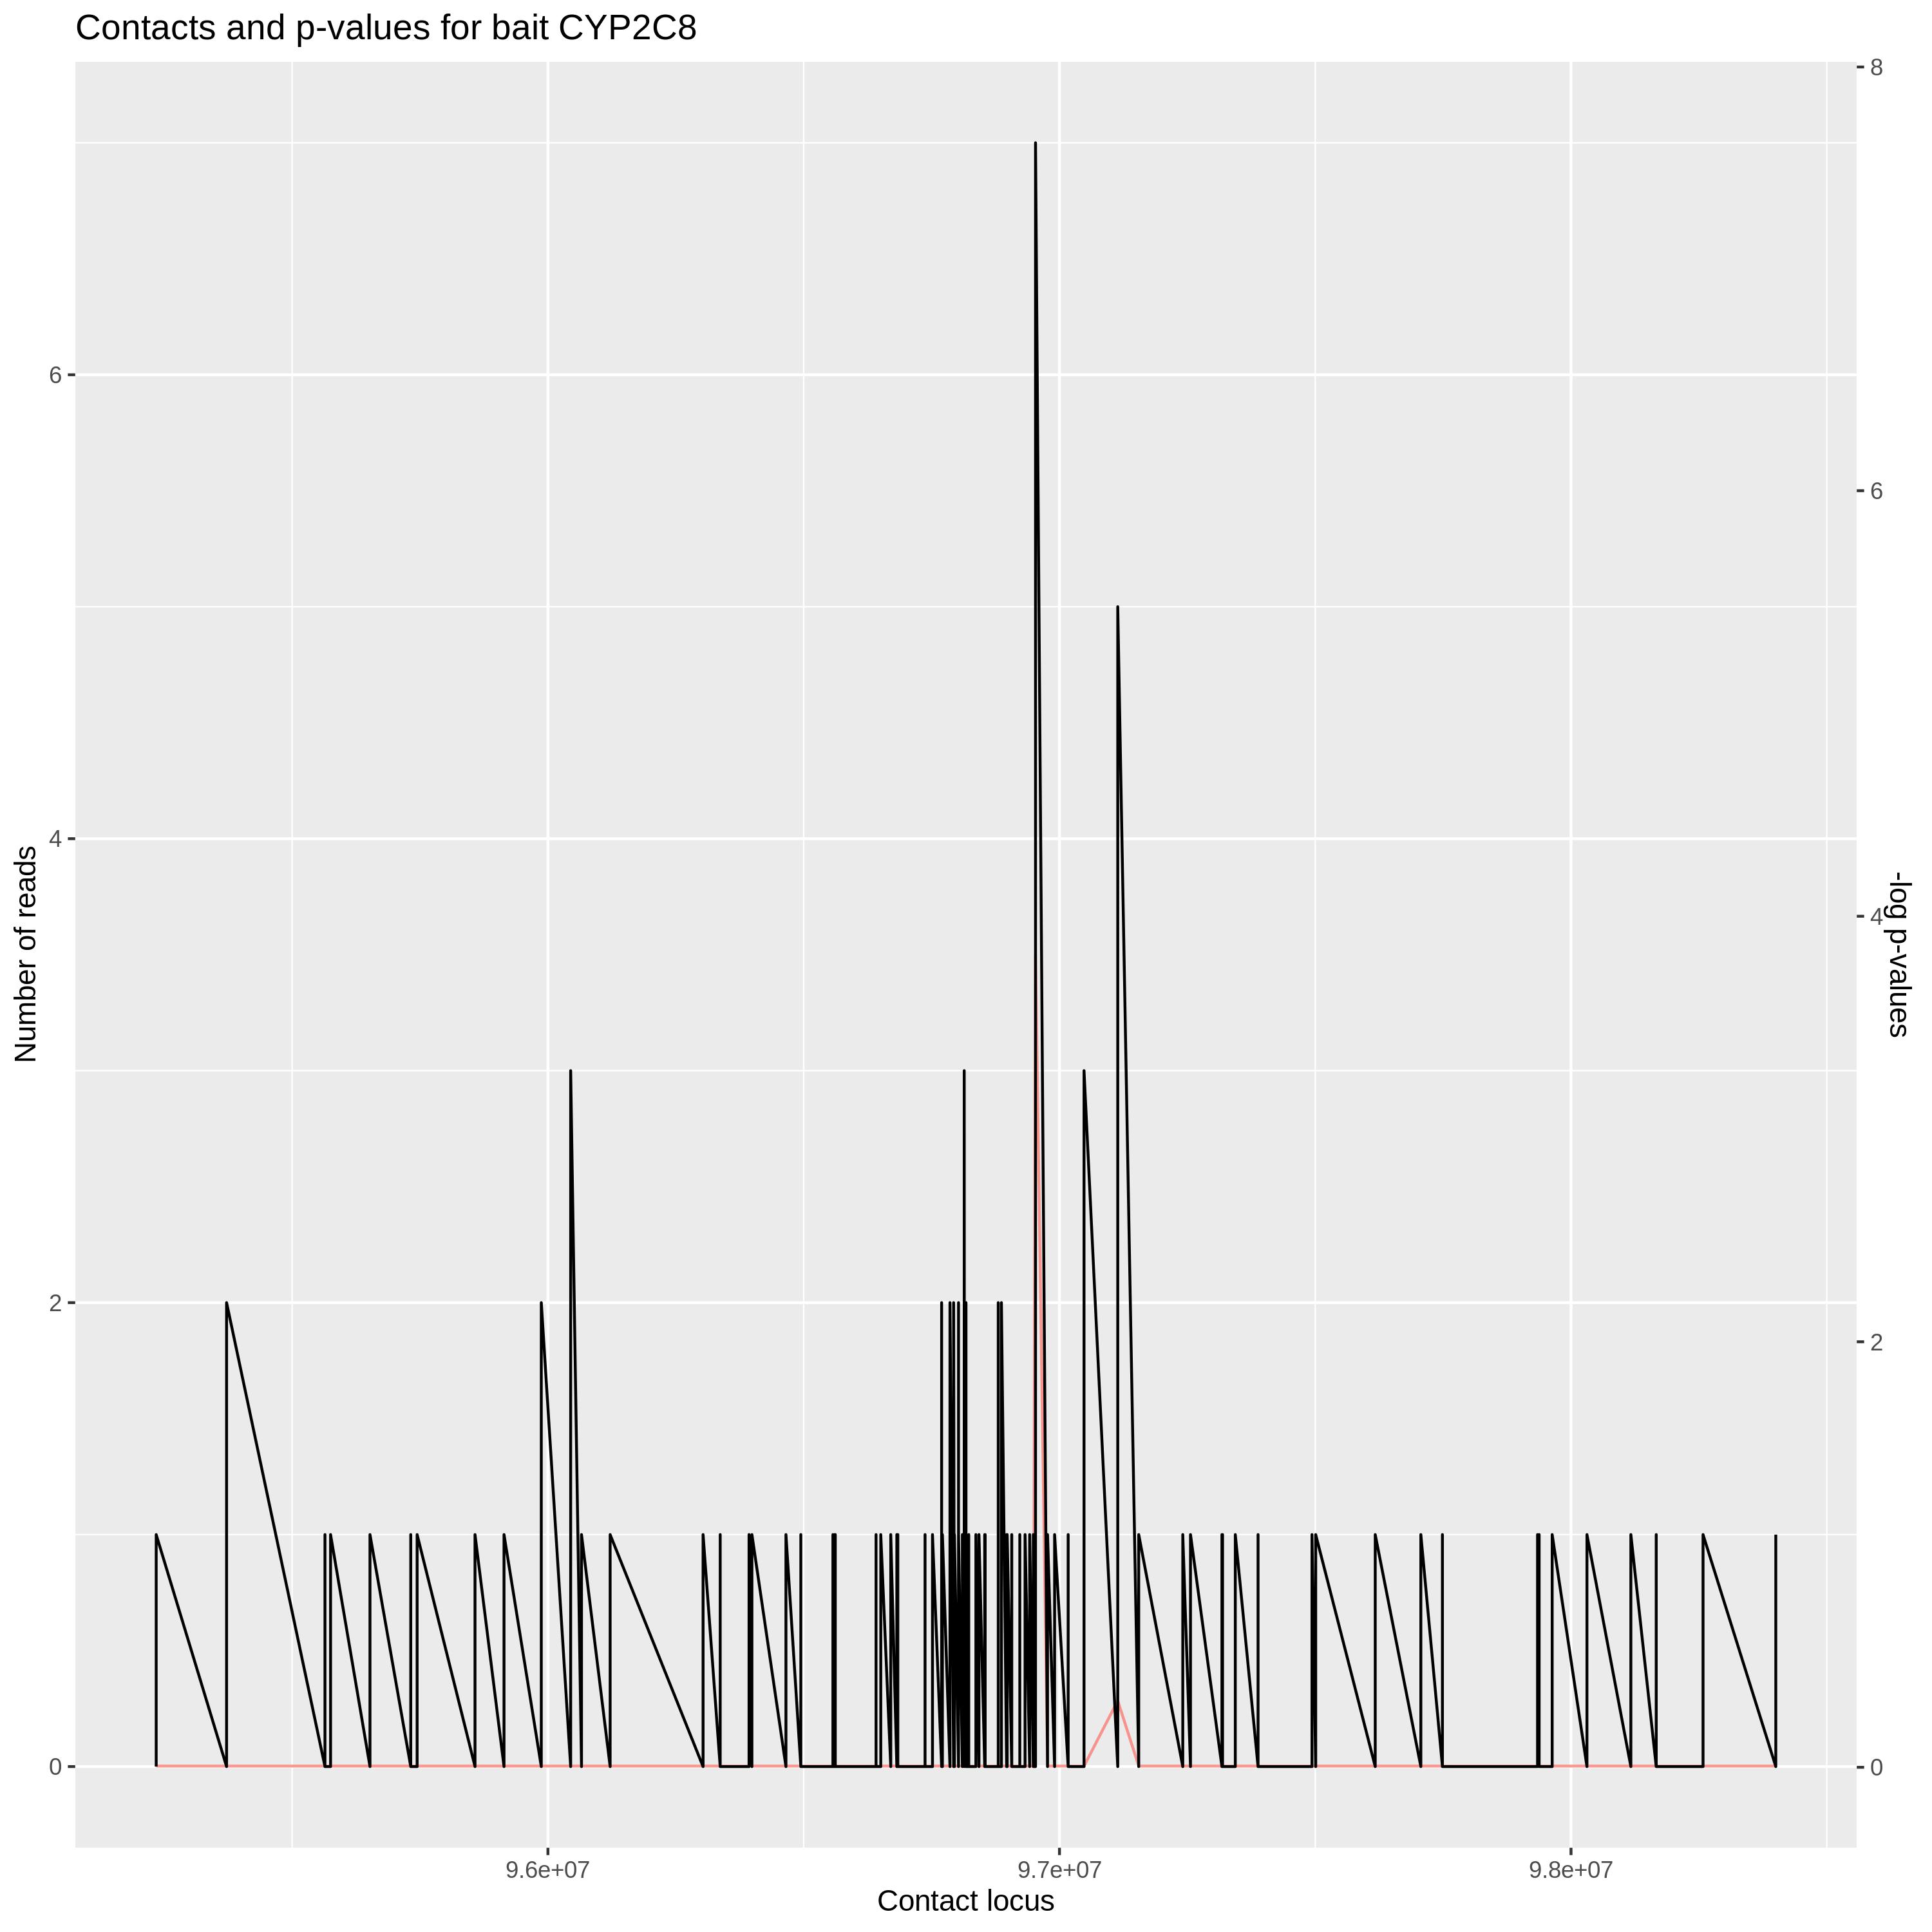 Contacts and p-values for bait CYP2C8
8
6
6
4
4
2
2
0
0
Number of reads
-log p-values
9.6e+07 9.7e+07 9.8e+07
Contact locus